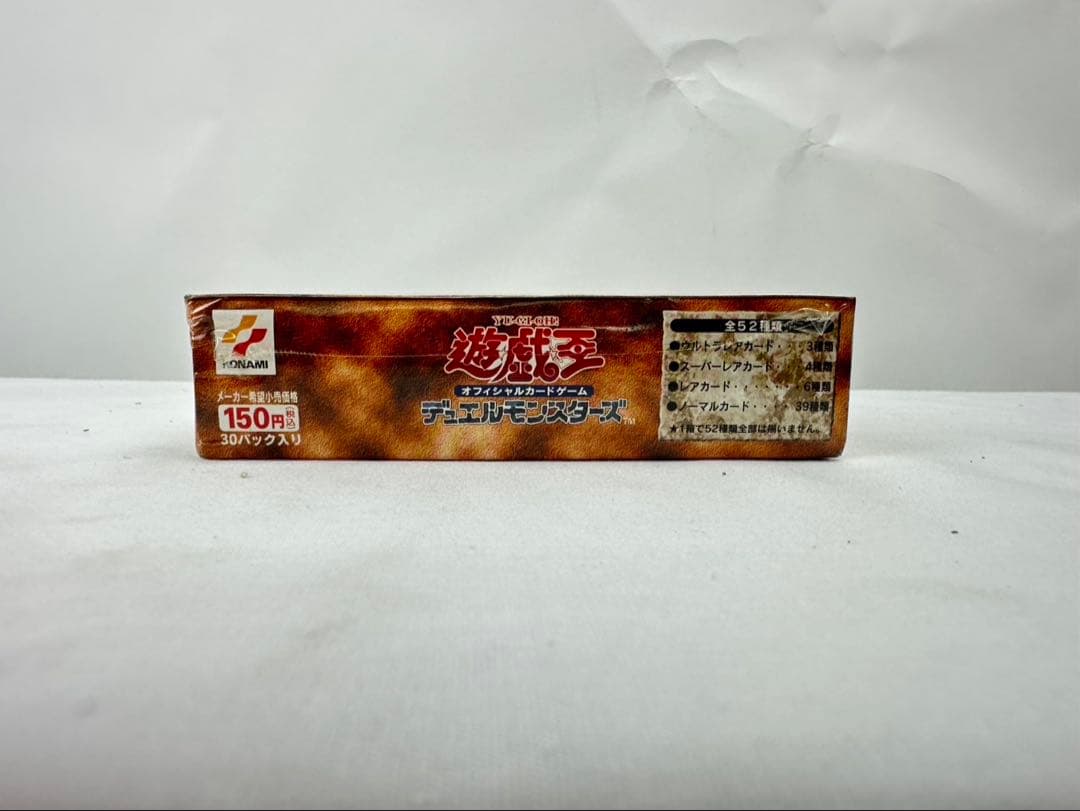 KONAMI
メーカー希望小売価格
150円税込
30パック入り
YU-GI-OH!
遊戯王
オフィシャルカードゲーム
デュエルモンスターズ™
全52種類
●ウルトラレアカード・・・3種類
●スーパーレアカード・・4種類
●レアカード・・・・・・6種類
●ノーマルカード・・・39種類
★1箱で52種類全部は揃いません。